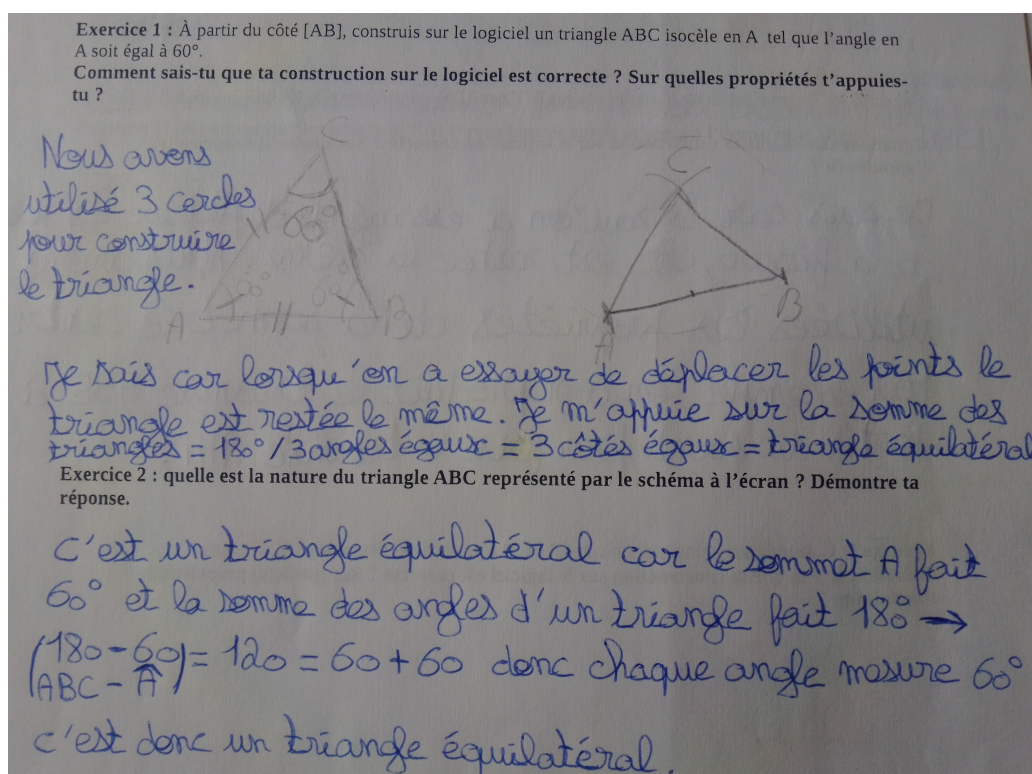 Exercice 1 : À partir du côté [AB], construis sur le logiciel un triangle ABC isocèle en A tel que l'angle en
A soit égal à 60°.
Comment sais-tu que ta construction sur le logiciel est correcte ? Sur quelles propriétés t'appuies-
tu ?
Nous avons
utilisé 3 cercles
pour construire
le triangle.
C
60°
A
B
C
A
B
Je sais car lorsqu'on a essayer de déplacer les points le
triangle est restée le même. Je m'appuie sur la somme des
triangles = 180° / 3 angles égaux = 3 côtés égaux = triangle équilatéral
Exercice 2 : quelle est la nature du triangle ABC représenté par le schéma à l'écran ? Démontre ta
réponse.
C'est un triangle équilatéral car le sommet A fait
60° et la somme des angles d'un triangle fait 180° →
(180 - 60) = 120 = 60 + 60 donc chaque angle mesure 60°
ABC - A
c'est donc un triangle équilatéral.